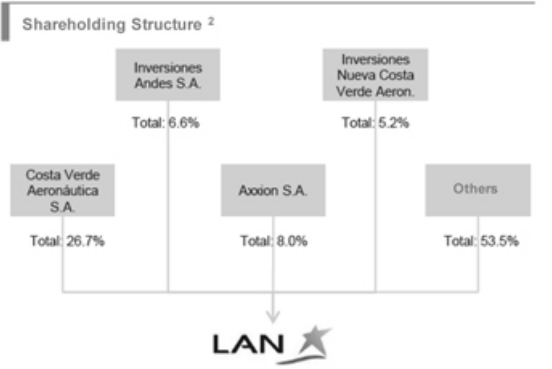 Shareholding Structure 2
Inversiones
Andes S.A.
Total: 6.6%
Inversiones
Nueva Costa
Verde Aeron.
Total: 5.2%
Costa Verde
Aeronáutica
S.A.
Total: 26.7%
Axxion S.A.
Total: 8.0%
Others
Total: 53.5%
LAN